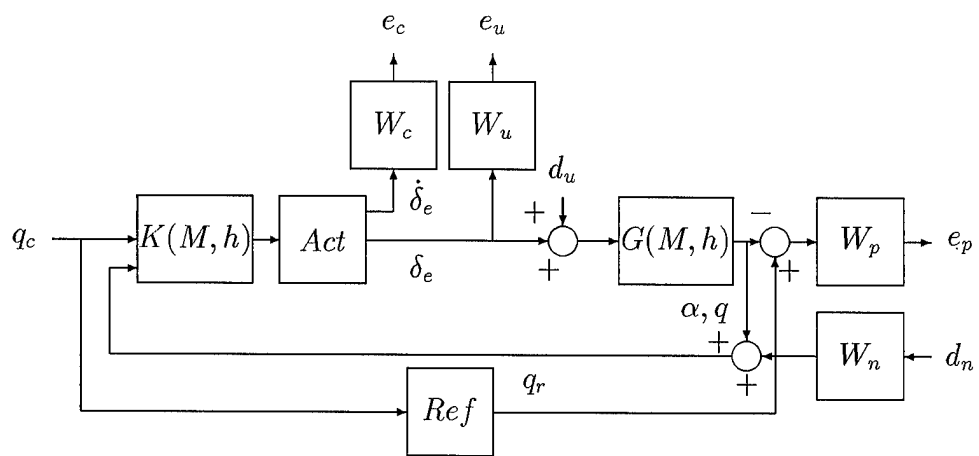 e_c e_u
W_c W_u
d_u
δ̇_e
+ −
q_c K(M, h) Act G(M, h) W_p e_p
δ_e + +
α, q
+
W_n d_n
+
q_r
Ref